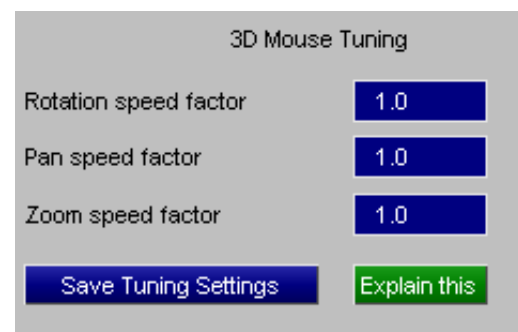 3D Mouse Tuning
Rotation speed factor 1.0
Pan speed factor 1.0
Zoom speed factor 1.0
Save Tuning Settings Explain this